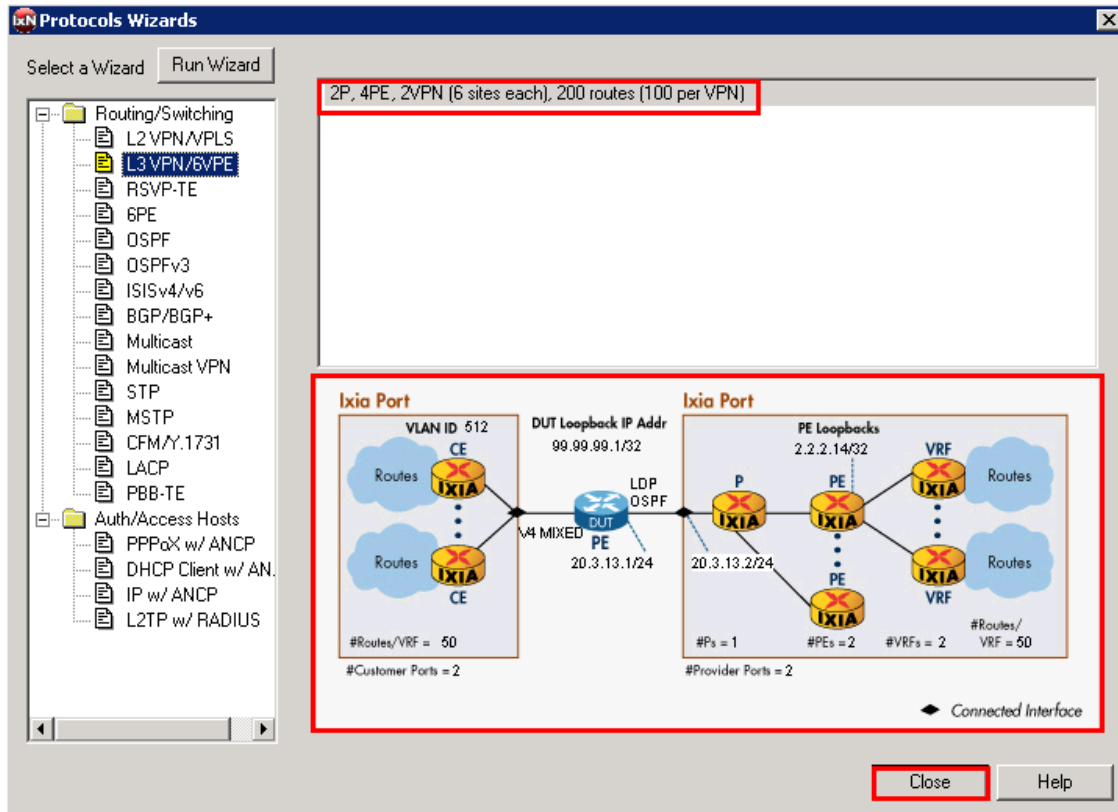 IxN Protocols Wizards
Select a Wizard
Run Wizard
Routing/Switching
L2 VPN/VPLS
L3 VPN/6VPE
RSVP-TE
6PE
OSPF
OSPFv3
ISISv4/v6
BGP/BGP+
Multicast
Multicast VPN
STP
MSTP
CFM/Y.1731
LACP
PBB-TE
Auth/Access Hosts
PPPoX w/ ANCP
DHCP Client w/ AN.
IP w/ ANCP
L2TP w/ RADIUS
2P, 4PE, 2VPN (6 sites each), 200 routes (100 per VPN)
Ixia Port
VLAN ID 512
CE
Routes
IXIA
Routes
IXIA
CE
#Routes/VRF = 50
#Customer Ports = 2
DUT Loopback IP Addr
99.99.99.1/32
V4 MIXED
DUT
PE
LDP
OSPF
20.3.13.1/24
Ixia Port
PE Loopbacks
2.2.2.14/32
20.3.13.2/24
P
IXIA
PE
IXIA
PE
IXIA
VRF
IXIA
Routes
IXIA
VRF
Routes
#Ps = 1
#PEs = 2
#VRFs = 2
#Routes/
VRF = 50
#Provider Ports = 2
Connected Interface
Close
Help